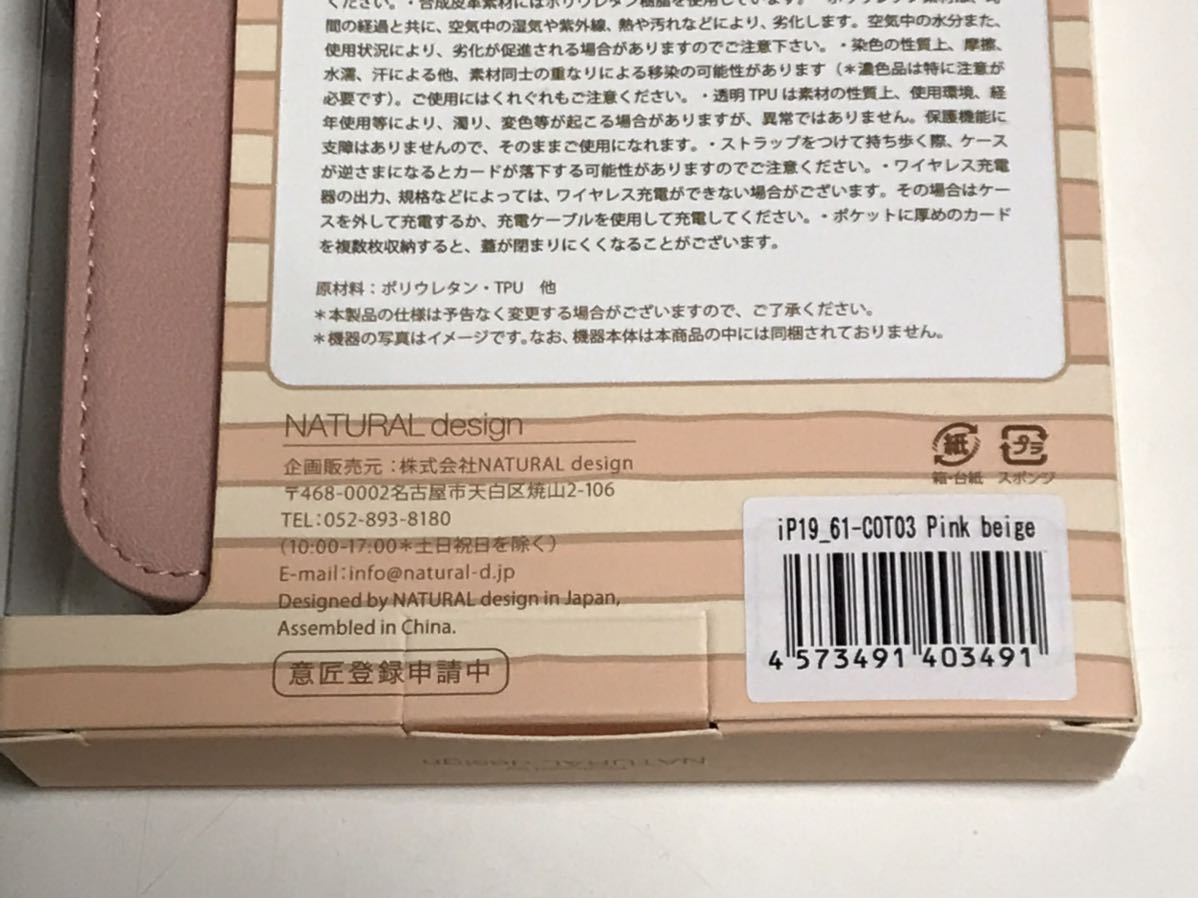 ください。・合成皮革素材にはポリウレタン樹脂を使用しています。
間の経過と共に、空気中の湿気や紫外線、熱や汚れなどにより、劣化します。空気中の水分また、
使用状況により、劣化が促進される場合がありますのでご注意下さい。・染色の性質上、摩擦、
水濡、汗による他、素材同士の重なりによる移染の可能性があります（＊濃色品は特に注意が
必要です）。ご使用にはくれぐれもご注意ください。・透明TPUは素材の性質上、使用環境、経
年使用等により、濁り、変色等が起こる場合がありますが、異常ではありません。保護機能に
支障はありませんので、そのままご使用になれます。・ストラップをつけて持ち歩く際、ケース
が逆さまになるとカードが落下する可能性がありますのでご注意ください。・ワイヤレス充電
器の出力、規格などによっては、ワイヤレス充電ができない場合がございます。その場合はケー
スを外して充電するか、充電ケーブルを使用して充電してください。・ポケットに厚めのカード
を複数枚収納すると、蓋が閉まりにくくなることがございます。
原材料：ポリウレタン・TPU 他
＊本製品の仕様は予告なく変更する場合がございますので、ご了承ください。
＊機器の写真はイメージです。なお、機器本体は本商品の中には同梱されておりません。
NATURAL design
企画販売元：株式会社NATURAL design
〒468-0002名古屋市天白区焼山2-106
TEL：052-893-8180
（10:00-17:00＊土日祝日を除く）
E-mail：info@natural-d.jp
Designed by NATURAL design in Japan,
Assembled in China.
意匠登録申請中
紙 プラ
箱・台紙 スポンジ
iP19_61-COT03 Pink beige
4 573491 403491
NATURAL design